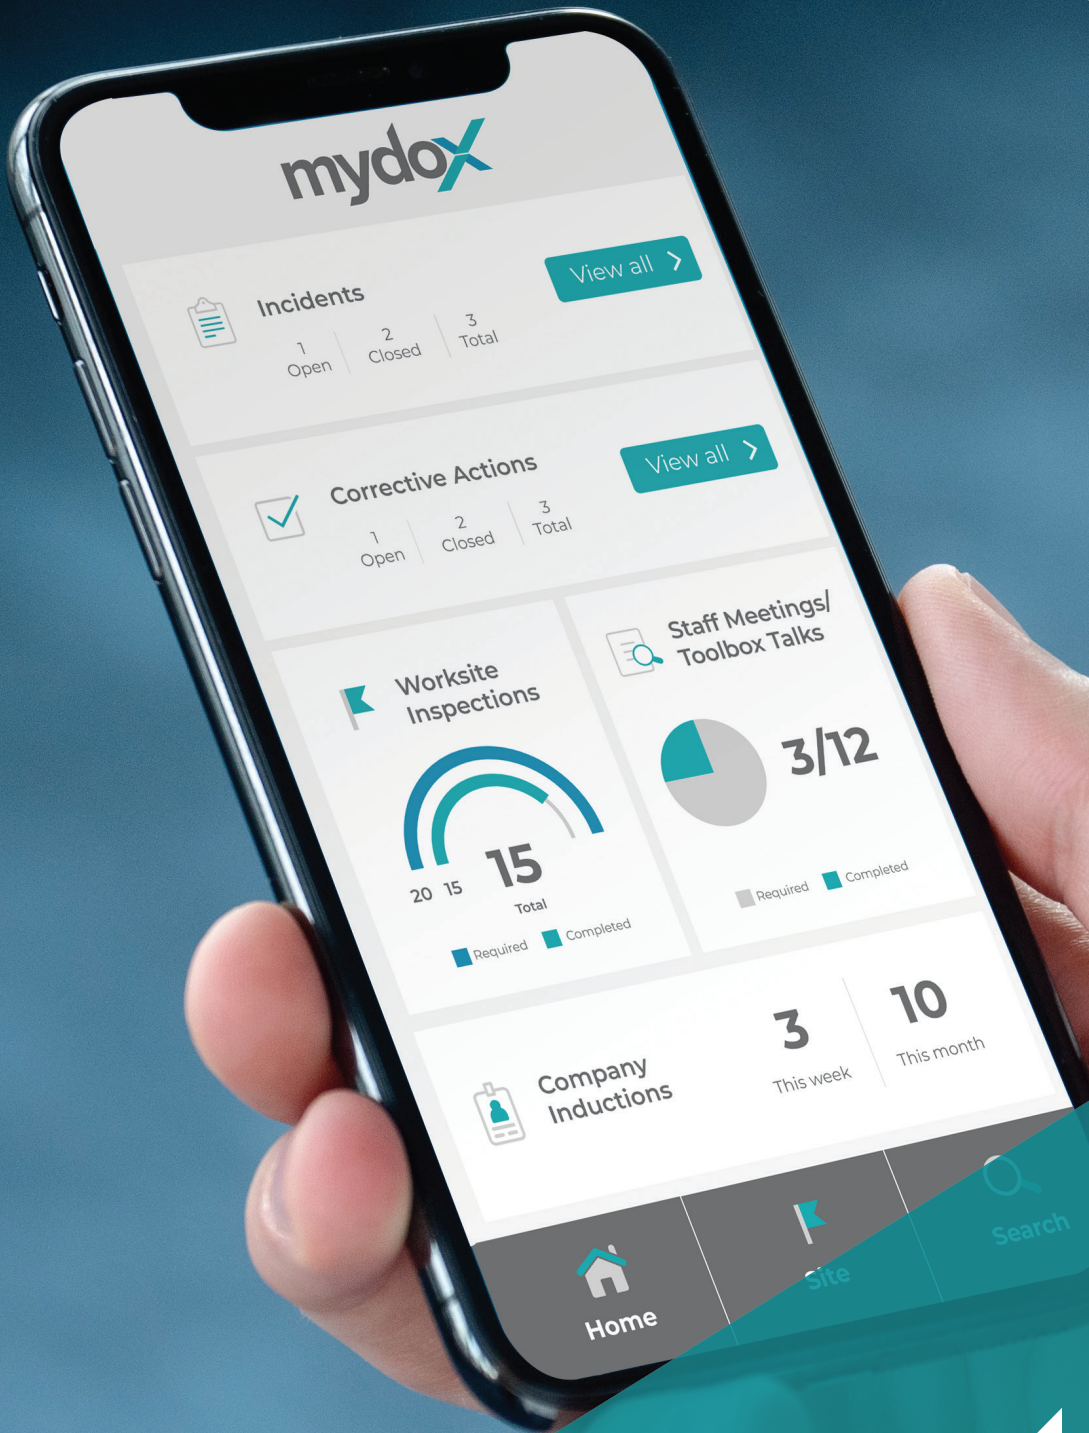 mydox
Incidents
View all
1
Open
2
Closed
3
Total
Corrective Actions
View all
1
Open
2
Closed
3
Total
Worksite
Inspections
20
15
15
Total
Required
Completed
Staff Meetings/
Toolbox Talks
3/12
Required
Completed
Company
Inductions
3
This week
10
This month
Home
Site
Search